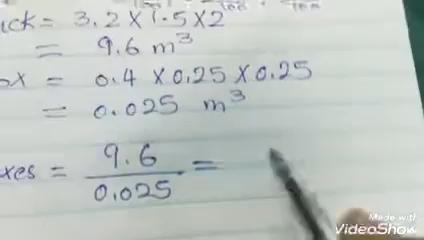 uck = 3.2 × 1.5 × 2
= 9.6 m³
ox = 0.4 × 0.25 × 0.25
= 0.025 m³
xes = 9.6 / 0.025 =
Made with
VideoShow